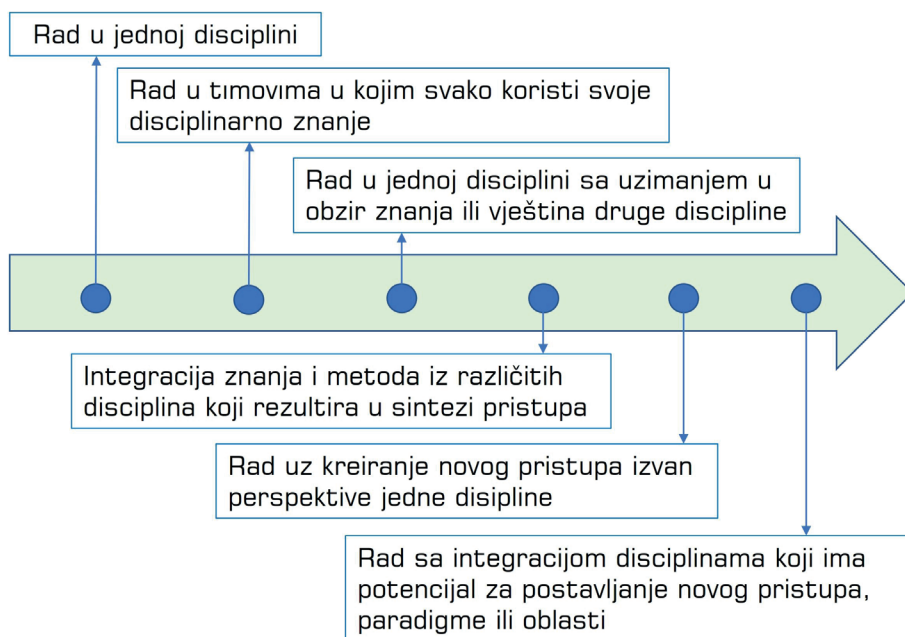 Rad u jednoj disciplini
Rad u timovima u kojim svako koristi svoje
disciplinarno znanje
Rad u jednoj disciplini sa uzimanjem u
obzir znanja ili vještina druge discipline
Integracija znanja i metoda iz različitih
disciplina koji rezultira u sintezi pristupa
Rad uz kreiranje novog pristupa izvan
perspektive jedne disipline
Rad sa integracijom disciplinama koji ima
potencijal za postavljanje novog pristupa,
paradigme ili oblasti